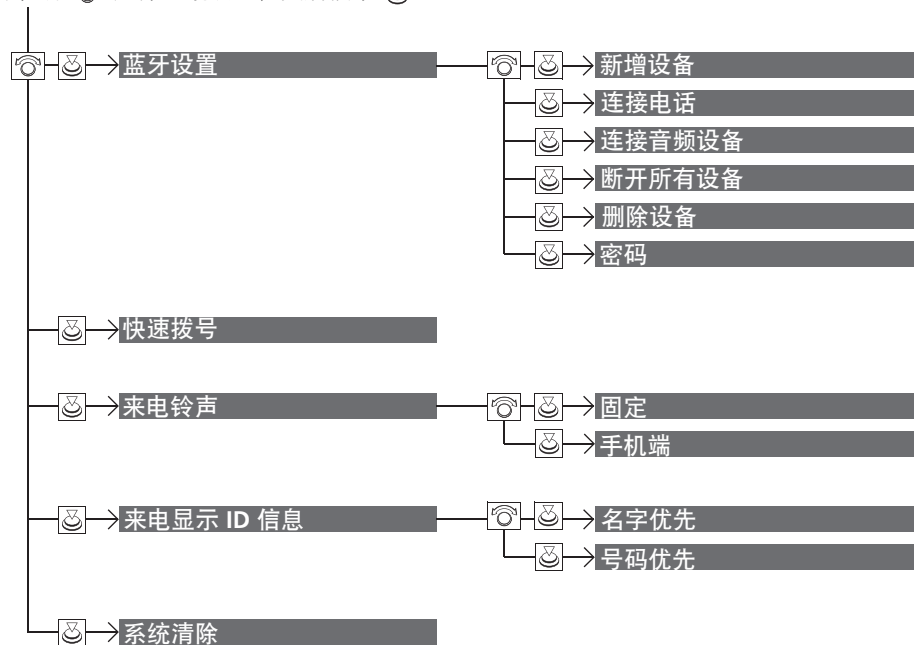 蓝牙设置
新增设备
连接电话
连接音频设备
断开所有设备
删除设备
密码
快速拨号
来电铃声
固定
手机端
来电显示 ID 信息
名字优先
号码优先
系统清除